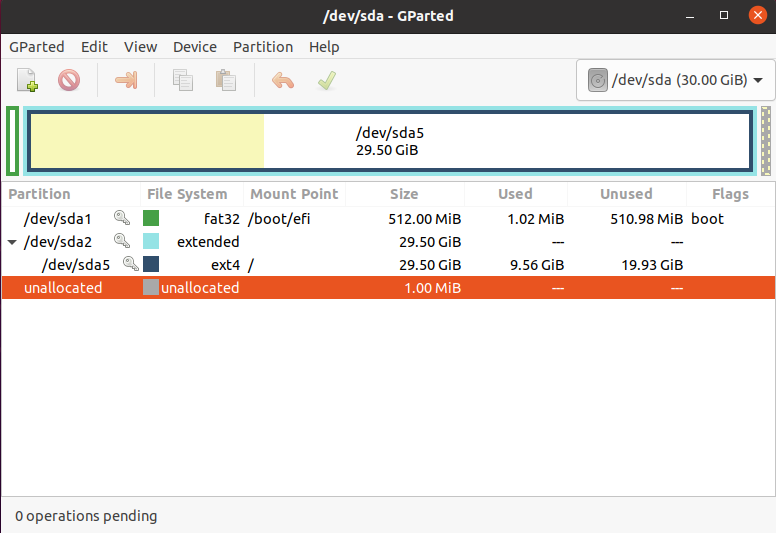 /dev/sda - GParted
GParted Edit View Device Partition Help
/dev/sda (30.00 GiB)
/dev/sda5
29.50 GiB
Partition File System Mount Point Size Used Unused Flags
/dev/sda1 fat32 /boot/efi 512.00 MiB 1.02 MiB 510.98 MiB boot
/dev/sda2 extended 29.50 GiB --- ---
/dev/sda5 ext4 / 29.50 GiB 9.56 GiB 19.93 GiB
unallocated unallocated 1.00 MiB --- ---
0 operations pending